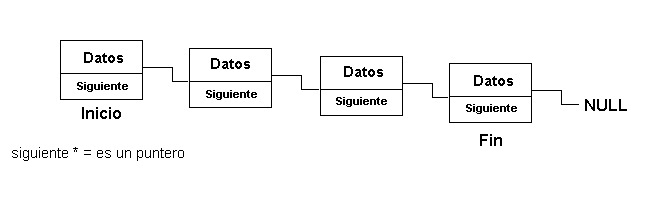 Datos
Siguiente
Inicio
Datos
Siguiente
Datos
Siguiente
Datos
Siguiente
Fin
NULL
siguiente * = es un puntero